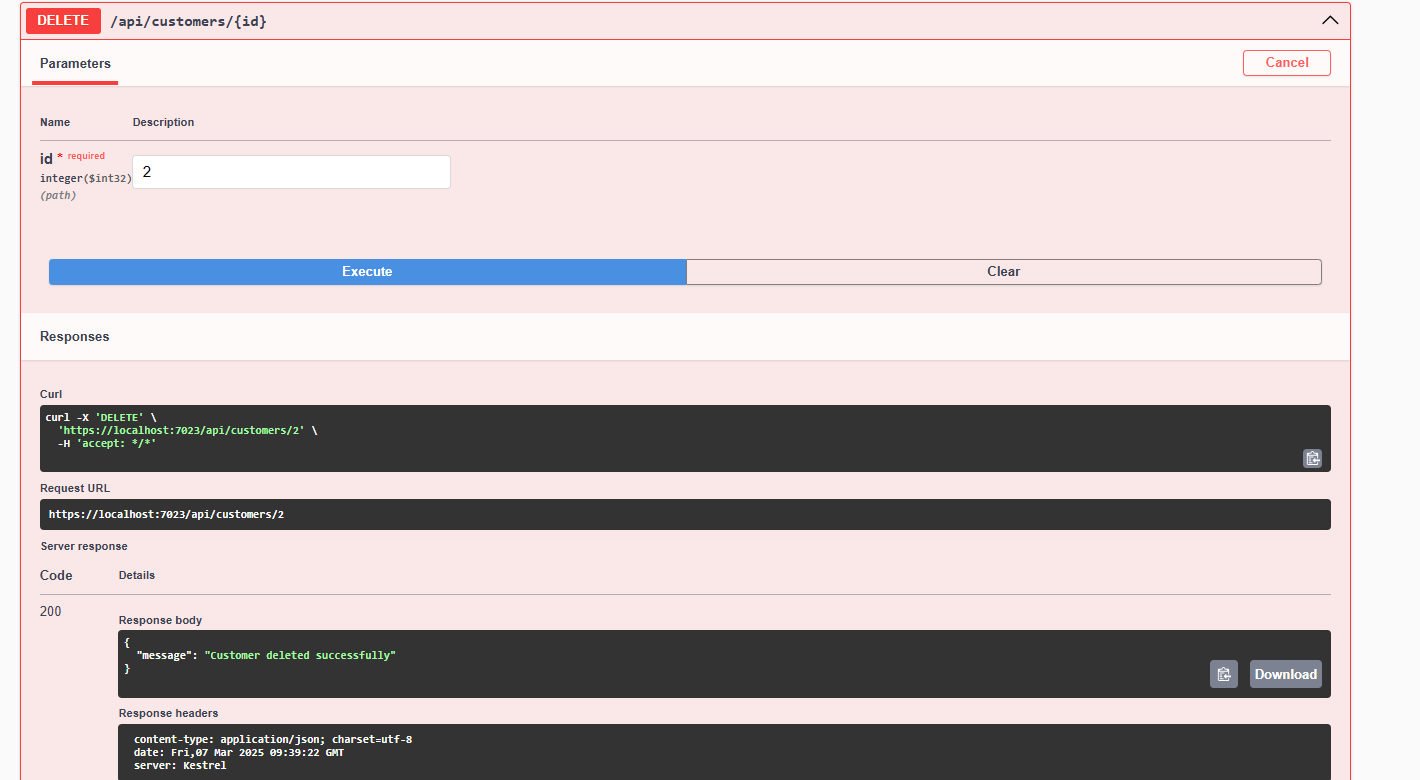 DELETE /api/customers/{id}
Parameters
Cancel
Name Description
id * required
integer($int32)
(path)
2
Execute Clear
Responses
Curl
curl -X 'DELETE' \
  'https://localhost:7023/api/customers/2' \
  -H 'accept: */*'
Request URL
https://localhost:7023/api/customers/2
Server response
Code Details
200
Response body
{
  "message": "Customer deleted successfully"
}
Download
Response headers
content-type: application/json; charset=utf-8
date: Fri,07 Mar 2025 09:39:22 GMT
server: Kestrel